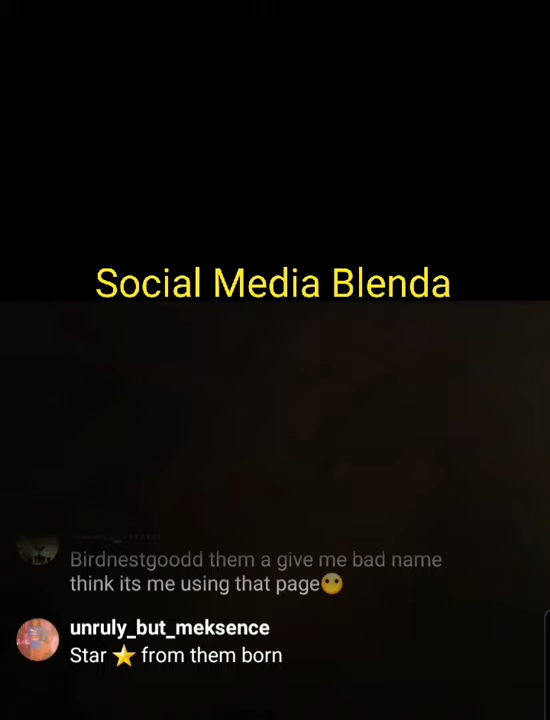 Social Media Blenda
Birdnestgoodd them a give me bad name
think its me using that page😶
unruly_but_meksence
Star ⭐ from them born